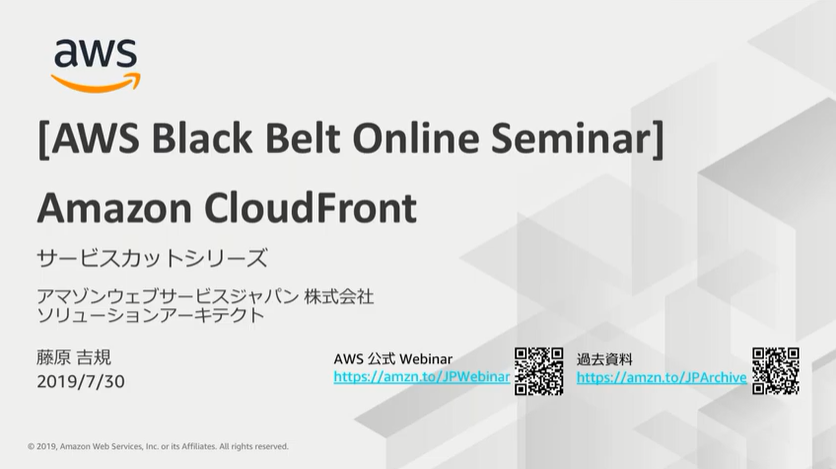 aws
[AWS Black Belt Online Seminar]
Amazon CloudFront
サービスカットシリーズ
アマゾンウェブサービスジャパン 株式会社
ソリューションアーキテクト
藤原 吉規
2019/7/30
AWS 公式 Webinar
https://amzn.to/JPWebinar
過去資料
https://amzn.to/JPArchive
© 2019, Amazon Web Services, Inc. or its Affiliates. All rights reserved.